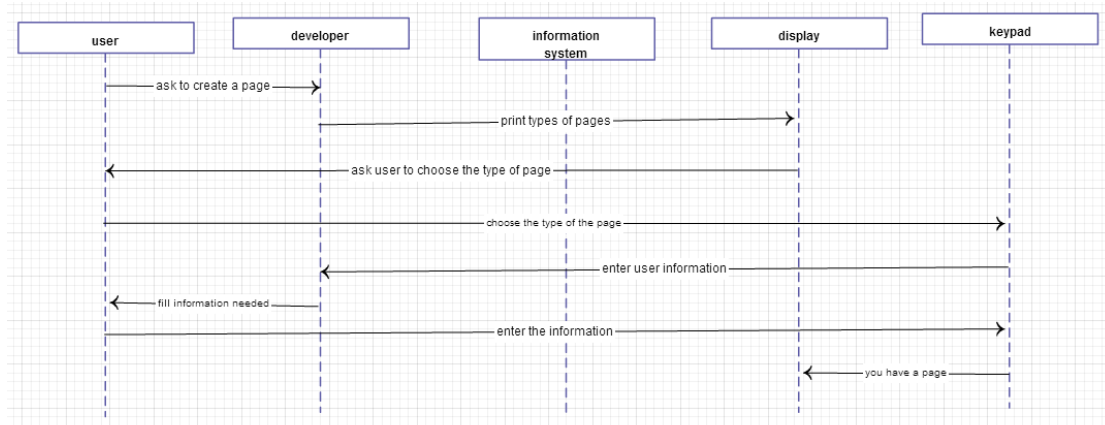 user
developer
information
system
display
keypad
ask to create a page
print types of pages
ask user to choose the type of page
choose the type of the page
enter user information
fill information needed
enter the information
you have a page